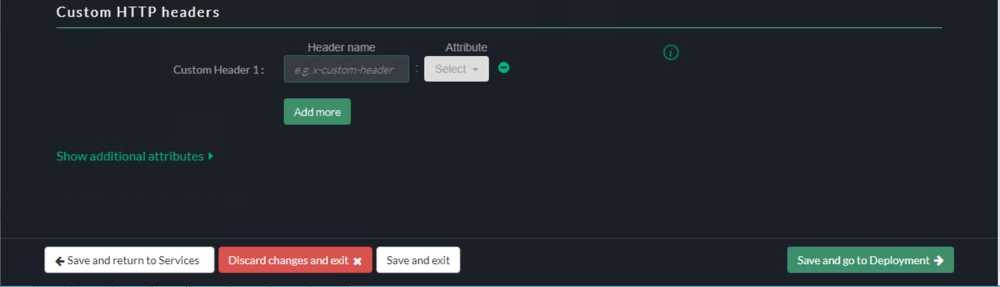 Custom HTTP headers
Header name Attribute
Custom Header 1 : e.g. x-custom-header : Select
Add more
Show additional attributes
Save and return to Services Discard changes and exit Save and exit Save and go to Deployment